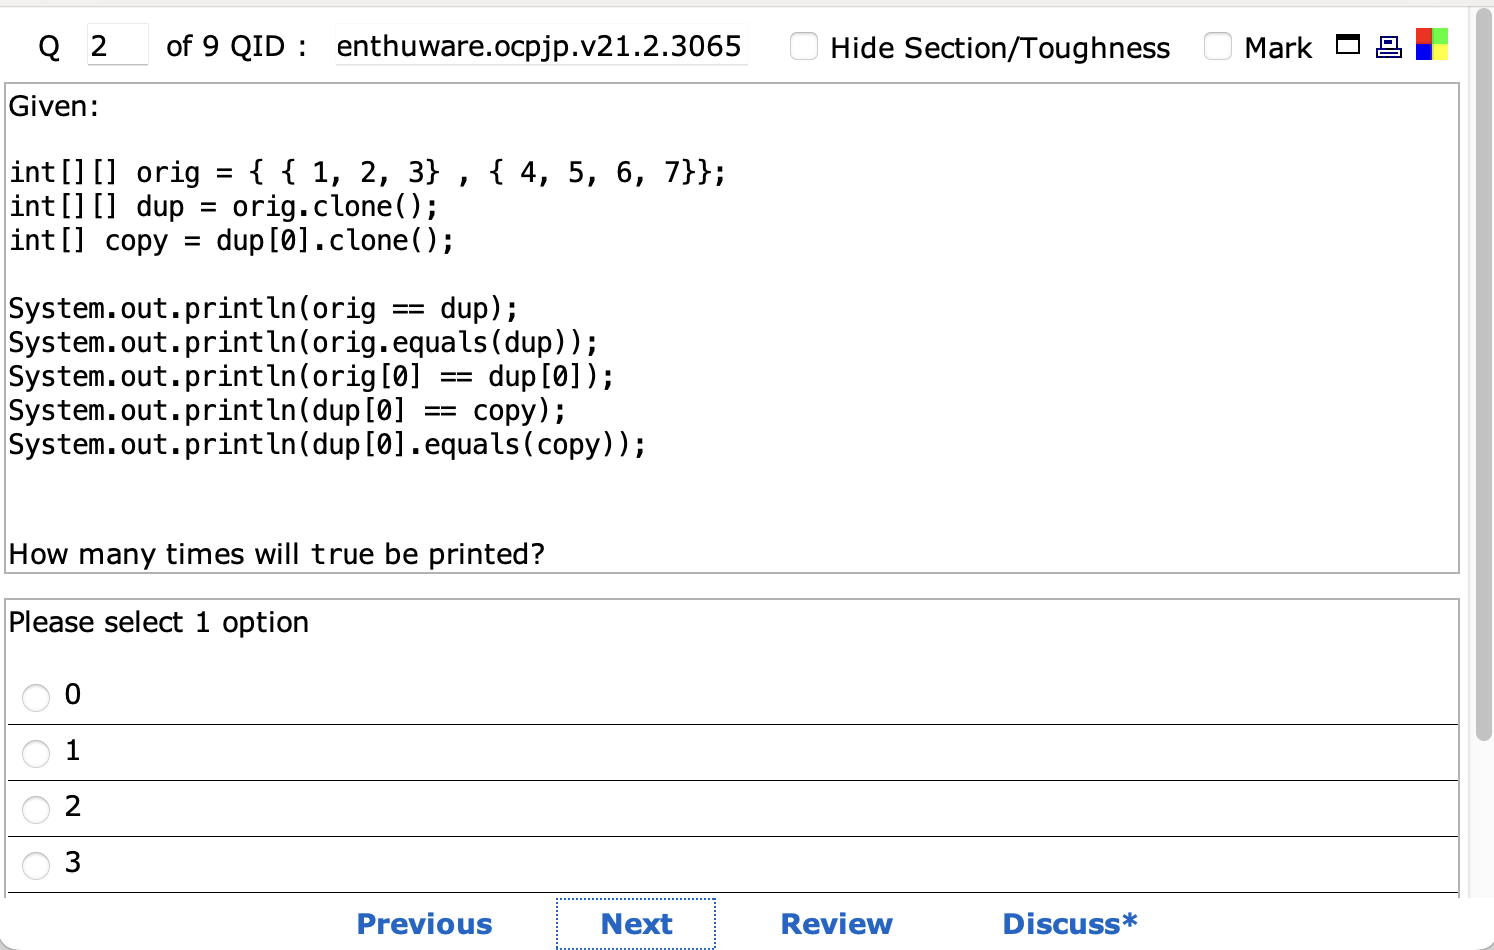 Q 2 of 9 QID : enthuware.ocpjp.v21.2.3065 Hide Section/Toughness Mark
Given:
int[][] orig = { { 1, 2, 3} , { 4, 5, 6, 7}};
int[][] dup = orig.clone();
int[] copy = dup[0].clone();
System.out.println(orig == dup);
System.out.println(orig.equals(dup));
System.out.println(orig[0] == dup[0]);
System.out.println(dup[0] == copy);
System.out.println(dup[0].equals(copy));
How many times will true be printed?
Please select 1 option
0
1
2
3
Previous Next Review Discuss*